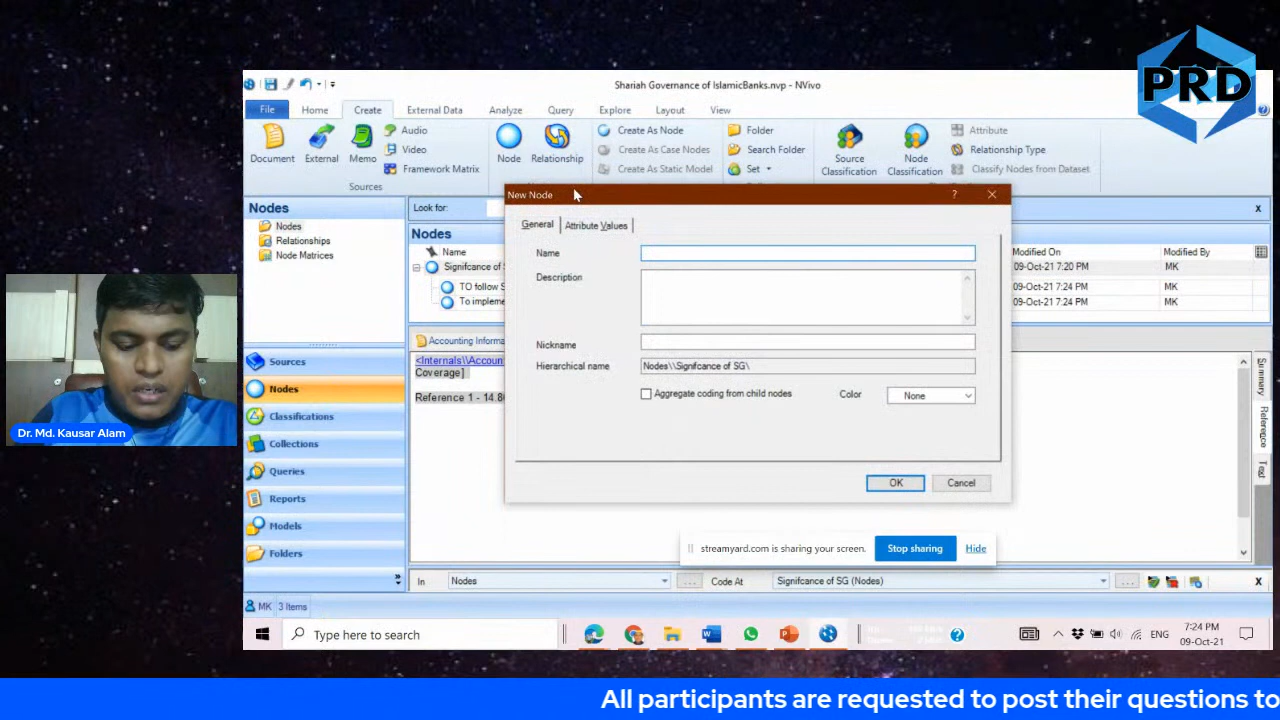 PRD
Shariah Governance of IslamicBanks.nvp - NVivo
File Home Create External Data Analyze Query Explore Layout View
Document External Memo Audio Video Framework Matrix Node Relationship
Create As Node Create As Case Nodes Create As Static Model
Folder Search Folder Set
Source Classification Node Classification
Attribute Relationship Type Classify Nodes from Dataset
Sources
Nodes
Nodes
Relationships
Node Matrices
Look for:
X
Nodes
Name Modified On Modified By
Signifcance of 09-Oct-21 7:20 PM MK
TO follow 09-Oct-21 7:24 PM MK
To impleme 09-Oct-21 7:24 PM MK
New Node
?
General Attribute Values
Name
Description
Nickname
Hierarchical name Nodes\\Signifcance of SG\
Aggregate coding from child nodes Color None
OK Cancel
Accounting Informa
<Internals\\Accoun
Coverage]
Reference 1 - 14.8
Summary
Reference
Text
Sources
Nodes
Classifications
Collections
Queries
Reports
Models
Folders
Dr. Md. Kausar Alam
streamyard.com is sharing your screen. Stop sharing Hide
In Nodes ... Code At Signifcance of SG (Nodes) ... X
MK 3 Items
Type here to search
ENG 7:24 PM
09-Oct-21
All participants are requested to post their questions to